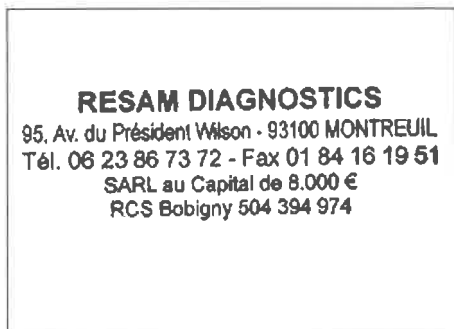 RESAM DIAGNOSTICS
95, Av. du Président Wilson - 93100 MONTREUIL
Tél. 06 23 86 73 72 - Fax 01 84 16 19 51
SARL au Capital de 8.000 €
RCS Bobigny 504 394 974